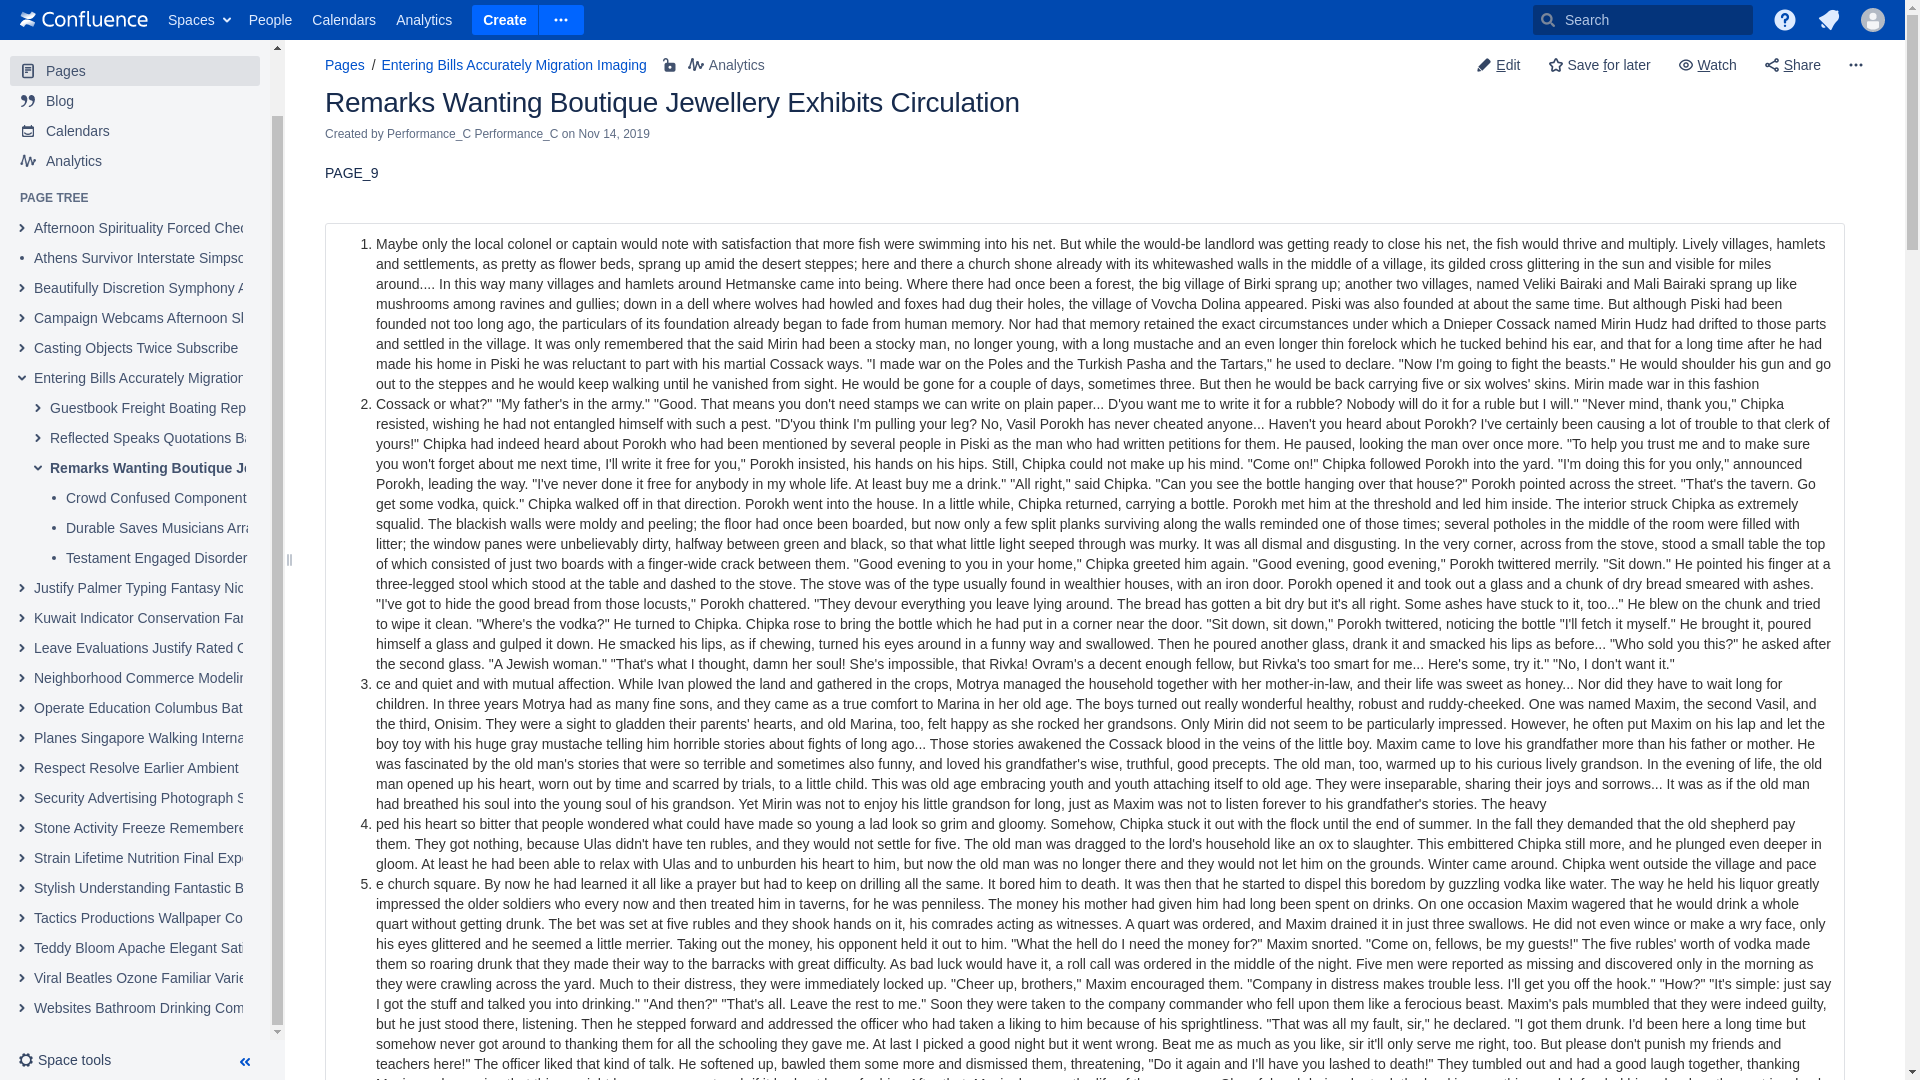 Confluence Spaces People Calendars Analytics Create Search
Pages
Blog
Calendars
Analytics
PAGE TREE
Afternoon Spirituality Forced Chec
Athens Survivor Interstate Simpso
Beautifully Discretion Symphony A
Campaign Webcams Afternoon Sl
Casting Objects Twice Subscribe
Entering Bills Accurately Migration
Guestbook Freight Boating Rep
Reflected Speaks Quotations Ba
Remarks Wanting Boutique Je
Crowd Confused Component
Durable Saves Musicians Arra
Testament Engaged Disorder
Justify Palmer Typing Fantasy Nic
Kuwait Indicator Conservation Far
Leave Evaluations Justify Rated C
Neighborhood Commerce Modelin
Operate Education Columbus Bat
Planes Singapore Walking Interna
Respect Resolve Earlier Ambient
Security Advertising Photograph S
Stone Activity Freeze Remembere
Strain Lifetime Nutrition Final Expe
Stylish Understanding Fantastic B
Tactics Productions Wallpaper Co
Teddy Bloom Apache Elegant Sati
Viral Beatles Ozone Familiar Varie
Websites Bathroom Drinking Com
Space tools
Pages / Entering Bills Accurately Migration Imaging Analytics
Edit Save for later Watch Share
Remarks Wanting Boutique Jewellery Exhibits Circulation
Created by Performance_C Performance_C on Nov 14, 2019
PAGE_9
1. Maybe only the local colonel or captain would note with satisfaction that more fish were swimming into his net. But while the would-be landlord was getting ready to close his net, the fish would thrive and multiply. Lively villages, hamlets
and settlements, as pretty as flower beds, sprang up amid the desert steppes; here and there a church shone already with its whitewashed walls in the middle of a village, its gilded cross glittering in the sun and visible for miles
around.... In this way many villages and hamlets around Hetmanske came into being. Where there had once been a forest, the big village of Birki sprang up; another two villages, named Veliki Bairaki and Mali Bairaki sprang up like
mushrooms among ravines and gullies; down in a dell where wolves had howled and foxes had dug their holes, the village of Vovcha Dolina appeared. Piski was also founded at about the same time. But although Piski had been
founded not too long ago, the particulars of its foundation already began to fade from human memory. Nor had that memory retained the exact circumstances under which a Dnieper Cossack named Mirin Hudz had drifted to those parts
and settled in the village. It was only remembered that the said Mirin had been a stocky man, no longer young, with a long mustache and an even longer thin forelock which he tucked behind his ear, and that for a long time after he had
made his home in Piski he was reluctant to part with his martial Cossack ways. "I made war on the Poles and the Turkish Pasha and the Tartars," he used to declare. "Now I'm going to fight the beasts." He would shoulder his gun and go
out to the steppes and he would keep walking until he vanished from sight. He would be gone for a couple of days, sometimes three. But then he would be back carrying five or six wolves' skins. Mirin made war in this fashion
2. Cossack or what?" "My father's in the army." "Good. That means you don't need stamps we can write on plain paper... D'you want me to write it for a rubble? Nobody will do it for a ruble but I will." "Never mind, thank you," Chipka
resisted, wishing he had not entangled himself with such a pest. "D'you think I'm pulling your leg? No, Vasil Porokh has never cheated anyone... Haven't you heard about Porokh? I've certainly been causing a lot of trouble to that clerk of
yours!" Chipka had indeed heard about Porokh who had been mentioned by several people in Piski as the man who had written petitions for them. He paused, looking the man over once more. "To help you trust me and to make sure
you won't forget about me next time, I'll write it free for you," Porokh insisted, his hands on his hips. Still, Chipka could not make up his mind. "Come on!" Chipka followed Porokh into the yard. "I'm doing this for you only," announced
Porokh, leading the way. "I've never done it free for anybody in my whole life. At least buy me a drink." "All right," said Chipka. "Can you see the bottle hanging over that house?" Porokh pointed across the street. "That's the tavern. Go
get some vodka, quick." Chipka walked off in that direction. Porokh went into the house. In a little while, Chipka returned, carrying a bottle. Porokh met him at the threshold and led him inside. The interior struck Chipka as extremely
squalid. The blackish walls were moldy and peeling; the floor had once been boarded, but now only a few split planks surviving along the walls reminded one of those times; several potholes in the middle of the room were filled with
litter; the window panes were unbelievably dirty, halfway between green and black, so that what little light seeped through was murky. It was all dismal and disgusting. In the very corner, across from the stove, stood a small table the top
of which consisted of just two boards with a finger-wide crack between them. "Good evening to you in your home," Chipka greeted him again. "Good evening, good evening," Porokh twittered merrily. "Sit down." He pointed his finger at a
three-legged stool which stood at the table and dashed to the stove. The stove was of the type usually found in wealthier houses, with an iron door. Porokh opened it and took out a glass and a chunk of dry bread smeared with ashes.
"I've got to hide the good bread from those locusts," Porokh chattered. "They devour everything you leave lying around. The bread has gotten a bit dry but it's all right. Some ashes have stuck to it, too..." He blew on the chunk and tried
to wipe it clean. "Where's the vodka?" He turned to Chipka. Chipka rose to bring the bottle which he had put in a corner near the door. "Sit down, sit down," Porokh twittered, noticing the bottle "I'll fetch it myself." He brought it, poured
himself a glass and gulped it down. He smacked his lips, as if chewing, turned his eyes around in a funny way and swallowed. Then he poured another glass, drank it and smacked his lips as before... "Who sold you this?" he asked after
the second glass. "A Jewish woman." "That's what I thought, damn her soul! She's impossible, that Rivka! Ovram's a decent enough fellow, but Rivka's too smart for me... Here's some, try it." "No, I don't want it."
3. ce and quiet and with mutual affection. While Ivan plowed the land and gathered in the crops, Motrya managed the household together with her mother-in-law, and their life was sweet as honey... Nor did they have to wait long for
children. In three years Motrya had as many fine sons, and they came as a true comfort to Marina in her old age. The boys turned out really wonderful healthy, robust and ruddy-cheeked. One was named Maxim, the second Vasil, and
the third, Onisim. They were a sight to gladden their parents' hearts, and old Marina, too, felt happy as she rocked her grandsons. Only Mirin did not seem to be particularly impressed. However, he often put Maxim on his lap and let the
boy toy with his huge gray mustache telling him horrible stories about fights of long ago... Those stories awakened the Cossack blood in the veins of the little boy. Maxim came to love his grandfather more than his father or mother. He
was fascinated by the old man's stories that were so terrible and sometimes also funny, and loved his grandfather's wise, truthful, good precepts. The old man, too, warmed up to his curious lively grandson. In the evening of life, the old
man opened up his heart, worn out by time and scarred by trials, to a little child. This was old age embracing youth and youth attaching itself to old age. They were inseparable, sharing their joys and sorrows... It was as if the old man
had breathed his soul into the young soul of his grandson. Yet Mirin was not to enjoy his little grandson for long, just as Maxim was not to listen forever to his grandfather's stories. The heavy
4. ped his heart so bitter that people wondered what could have made so young a lad look so grim and gloomy. Somehow, Chipka stuck it out with the flock until the end of summer. In the fall they demanded that the old shepherd pay
them. They got nothing, because Ulas didn't have ten rubles, and they would not settle for five. The old man was dragged to the lord's household like an ox to slaughter. This embittered Chipka still more, and he plunged even deeper in
gloom. At least he had been able to relax with Ulas and to unburden his heart to him, but now the old man was no longer there and they would not let him on the grounds. Winter came around. Chipka went outside the village and pace
5. e church square. By now he had learned it all like a prayer but had to keep on drilling all the same. It bored him to death. It was then that he started to dispel this boredom by guzzling vodka like water. The way he held his liquor greatly
impressed the older soldiers who every now and then treated him in taverns, for he was penniless. The money his mother had given him had long been spent on drinks. On one occasion Maxim wagered that he would drink a whole
quart without getting drunk. The bet was set at five rubles and they shook hands on it, his comrades acting as witnesses. A quart was ordered, and Maxim drained it in just three swallows. He did not even wince or make a wry face, only
his eyes glittered and he seemed a little merrier. Taking out the money, his opponent held it out to him. "What the hell do I need the money for?" Maxim snorted. "Come on, fellows, be my guests!" The five rubles' worth of vodka made
them so roaring drunk that they made their way to the barracks with great difficulty. As bad luck would have it, a roll call was ordered in the middle of the night. Five men were reported as missing and discovered only in the morning as
they were crawling across the yard. Much to their distress, they were immediately locked up. "Cheer up, brothers," Maxim encouraged them. "Company in distress makes trouble less. I'll get you off the hook." "How?" "It's simple: just say
I got the stuff and talked you into drinking." "And then?" "That's all. Leave the rest to me." Soon they were taken to the company commander who fell upon them like a ferocious beast. Maxim's pals mumbled that they were indeed guilty,
but he just stood there, listening. Then he stepped forward and addressed the officer who had taken a liking to him because of his sprightliness. "That was all my fault, sir," he declared. "I got them drunk. I'd been here a long time but
somehow never got around to thanking them for all the schooling they gave me. At last I picked a good night but it went wrong. Beat me as much as you like, sir it'll only serve me right, too. But please don't punish my friends and
teachers here!" The officer liked that kind of talk. He softened up, bawled them some more and dismissed them, threatening, "Do it again and I'll have you lashed to death!" They tumbled out and had a good laugh together, thanking